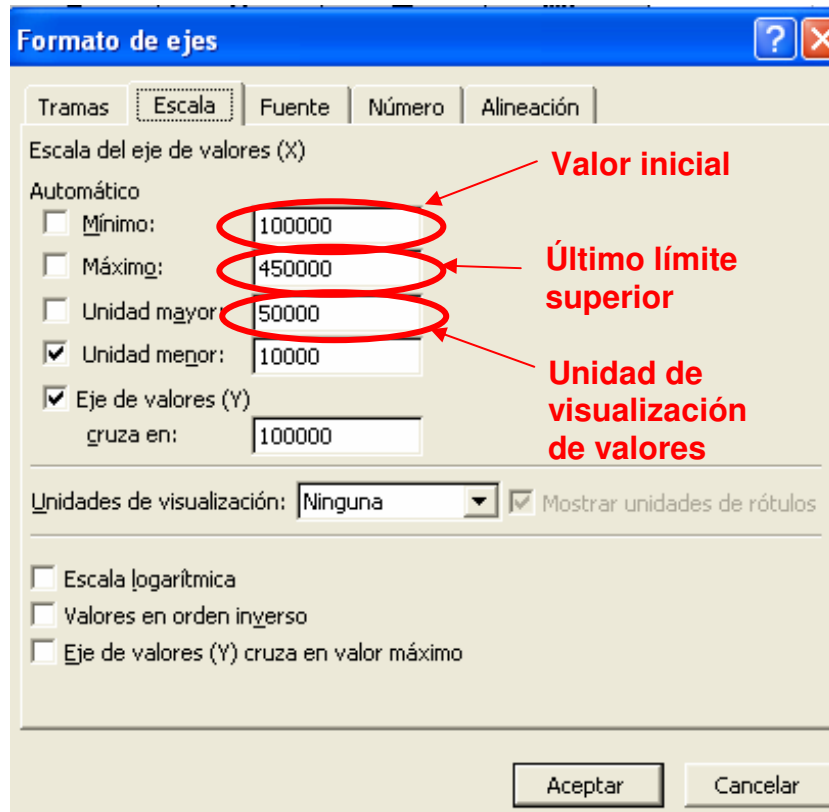 Formato de ejes
Tramas Escala Fuente Número Alineación
Escala del eje de valores (X)
Valor inicial
Automático
Mínimo: 100000
Máximo: 450000
Último límite
superior
Unidad mayor: 50000
Unidad menor: 10000
Unidad de
visualización
de valores
Eje de valores (Y)
cruza en: 100000
Unidades de visualización: Ninguna Mostrar unidades de rótulos
Escala logarítmica
Valores en orden inverso
Eje de valores (Y) cruza en valor máximo
Aceptar Cancelar